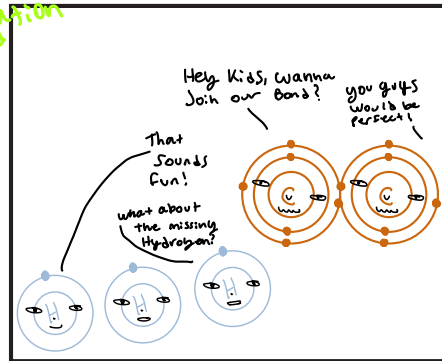 Hey Kids, Wanna
Join our Bond?
you guys
would be
perfect!
That
Sounds
Fun!
what about
the missing
Hydrogen?
C
C
H
H
H